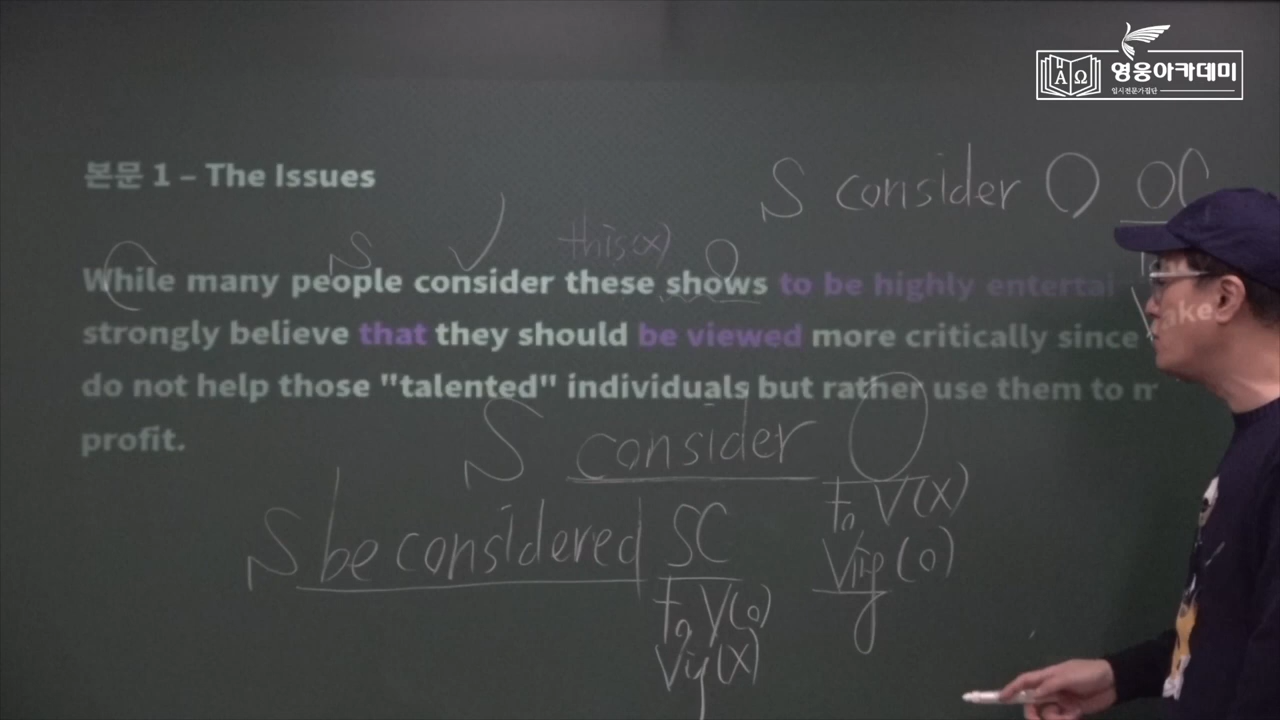 영웅아카데미
입시전문가집단
본문 1 – The Issues
S consider O OC
S V this(x) O
While many people consider these shows to be highly entertai
strongly believe that they should be viewed more critically since
do not help those "talented" individuals but rather use them to m
profit.
S consider O
to V(X)
Ving(o)
S be considered SC
to V(o)
Ving(X)